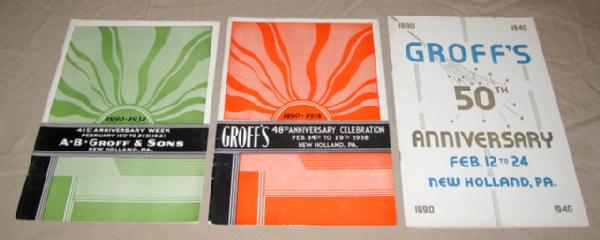 1890-1931
41ST ANNIVERSARY WEEK
FEBRUARY 14TO TO 21ST 1931
A·B·GROFF & SONS
NEW HOLLAND, PA.
1890-1938
GROFF'S
48TH ANNIVERSARY CELEBRATION
FEB. 14TH TO 19TH 1938
NEW HOLLAND, PA.
1890 1940
GROFF'S
50TH
ANNIVERSARY
FEB. 12 TO 24
NEW HOLLAND, PA.
1890 1940